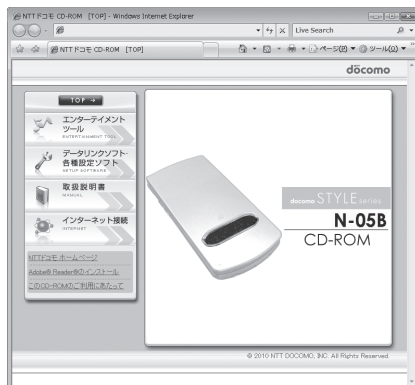 NTTドコモ CD-ROM [TOP] - Windows Internet Explorer
Live Search
NTTドコモ CD-ROM [TOP]
ページ(P)
ツール(O)
döcomo
TOP →
エンターテイメント
ツール
ENTERTAINMENT TOOL
データリンクソフト・
各種設定ソフト
SETUP SOFTWARE
取扱説明書
MANUAL
インターネット接続
INTERNET
NTTドコモ ホームページ
Adobe® Reader®のインストール
このCD-ROMのご利用にあたって
docomo STYLE series
N-05B
CD-ROM
© 2010 NTT DOCOMO, INC. All Rights Reserved.